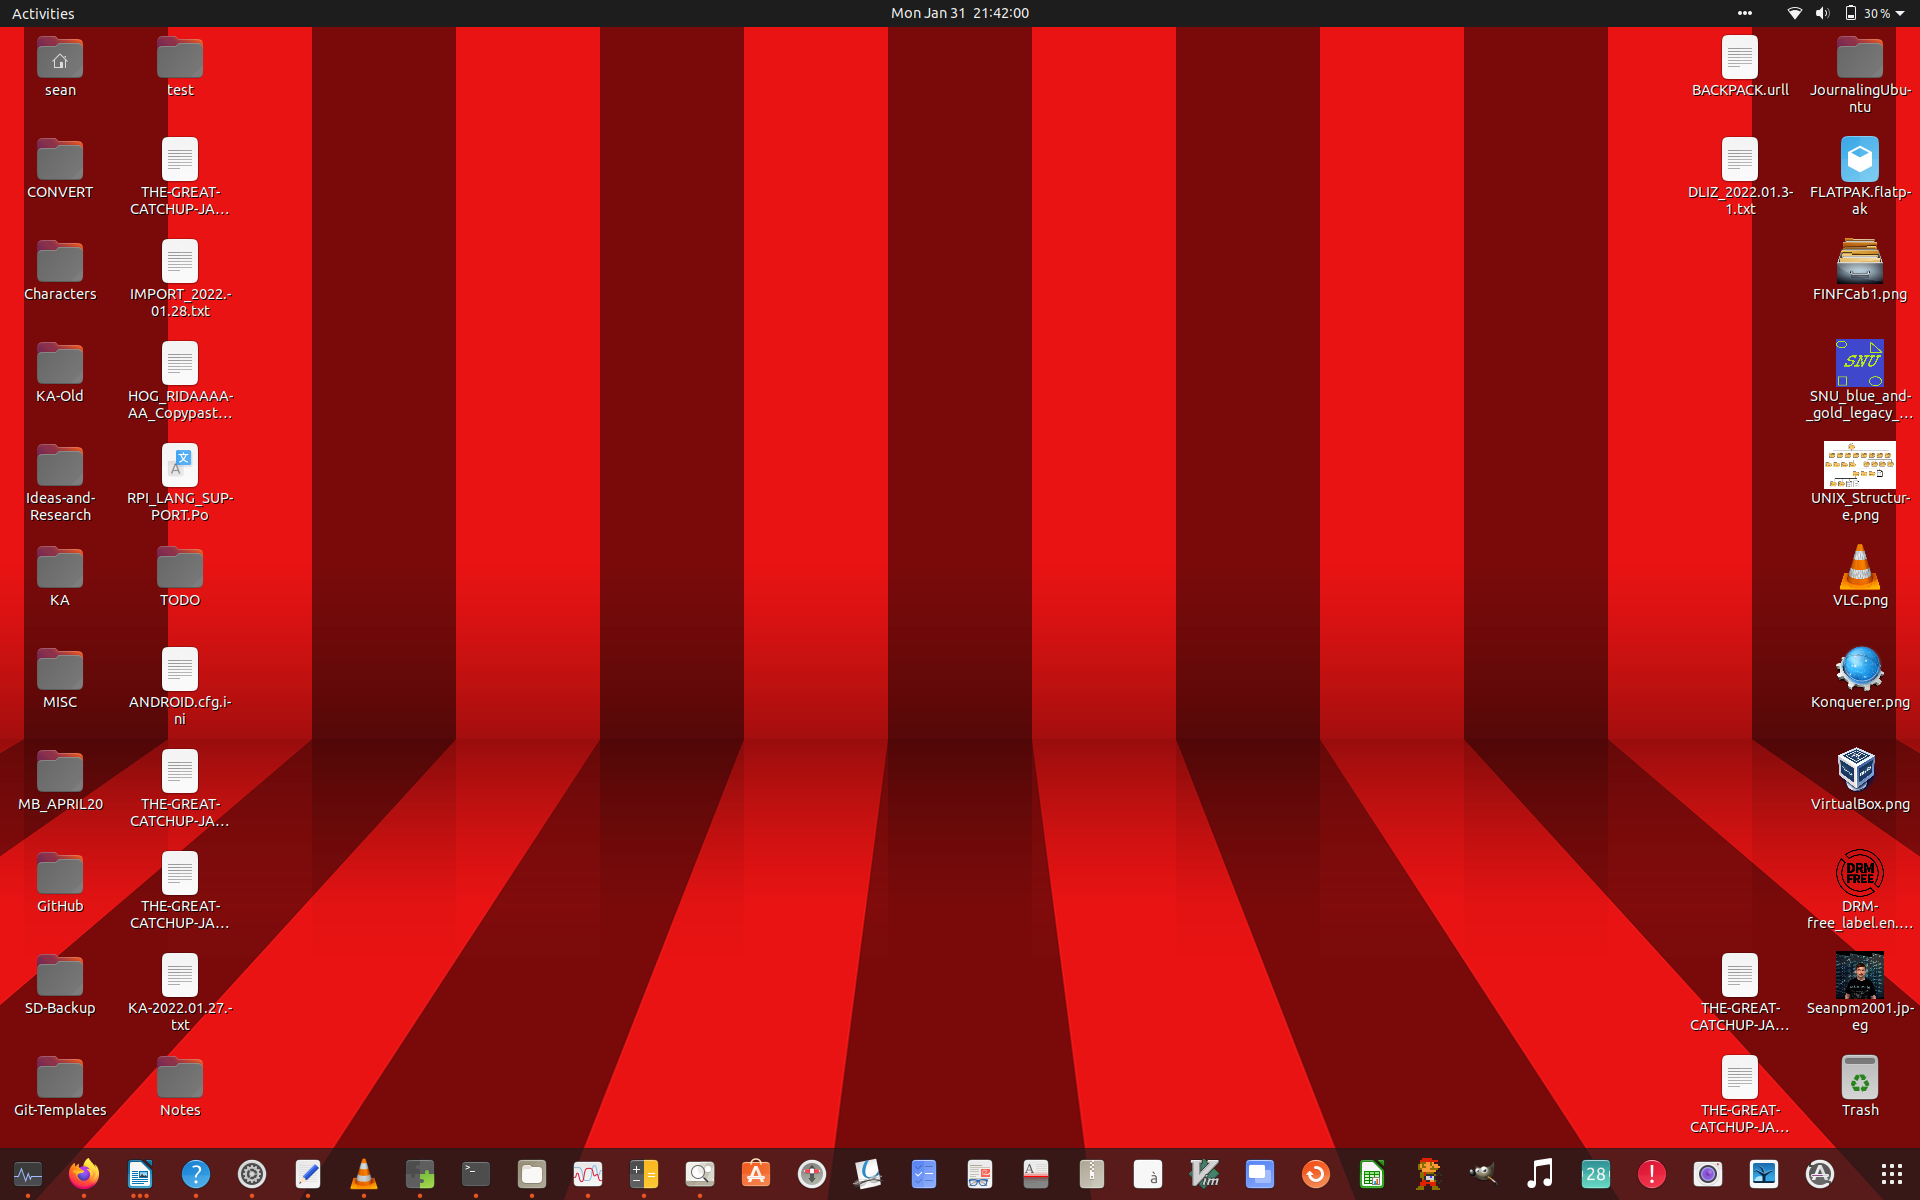 Activities
Mon Jan 31 21:42:00
30 %
sean
test
BACKPACK.urll
JournalingUbu-
ntu
CONVERT
THE-GREAT-
CATCHUP-JA...
DLIZ_2022.01.3-
1.txt
FLATPAK.flatp-
ak
Characters
IMPORT_2022.-
01.28.txt
FINFCab1.png
KA-Old
HOG_RIDAAAA-
AA_Copypast...
SNU
SNU_blue_and-
_gold_legacy_...
Ideas-and-
Research
RPI_LANG_SUP-
PORT.Po
UNIX_Structur-
e.png
KA
TODO
VLC.png
MISC
ANDROID.cfg.i-
ni
Konquerer.png
MB_APRIL20
THE-GREAT-
CATCHUP-JA...
VirtualBox.png
GitHub
THE-GREAT-
CATCHUP-JA...
DRM
FREE
DRM-
free_label.en....
SD-Backup
KA-2022.01.27.-
txt
THE-GREAT-
CATCHUP-JA...
Seanpm2001.jp-
eg
Git-Templates
Notes
THE-GREAT-
CATCHUP-JA...
Trash
28